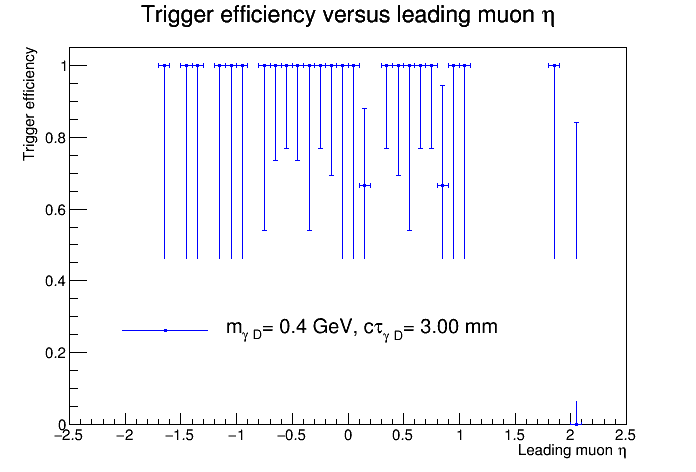 Trigger efficiency versus leading muon η
Trigger efficiency
1
0.8
0.6
0.4
0.2
0
mγ D= 0.4 GeV, cτγ D= 3.00 mm
−2.5 −2 −1.5 −1 −0.5 0 0.5 1 1.5 2 2.5
Leading muon η